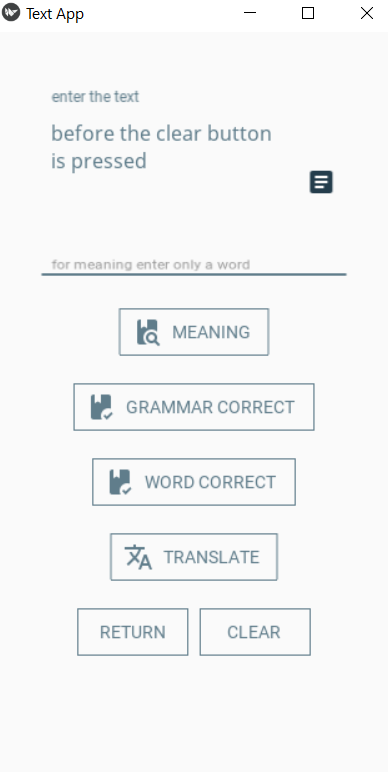 Text App
enter the text
before the clear button
is pressed
for meaning enter only a word
MEANING
GRAMMAR CORRECT
WORD CORRECT
TRANSLATE
RETURN CLEAR